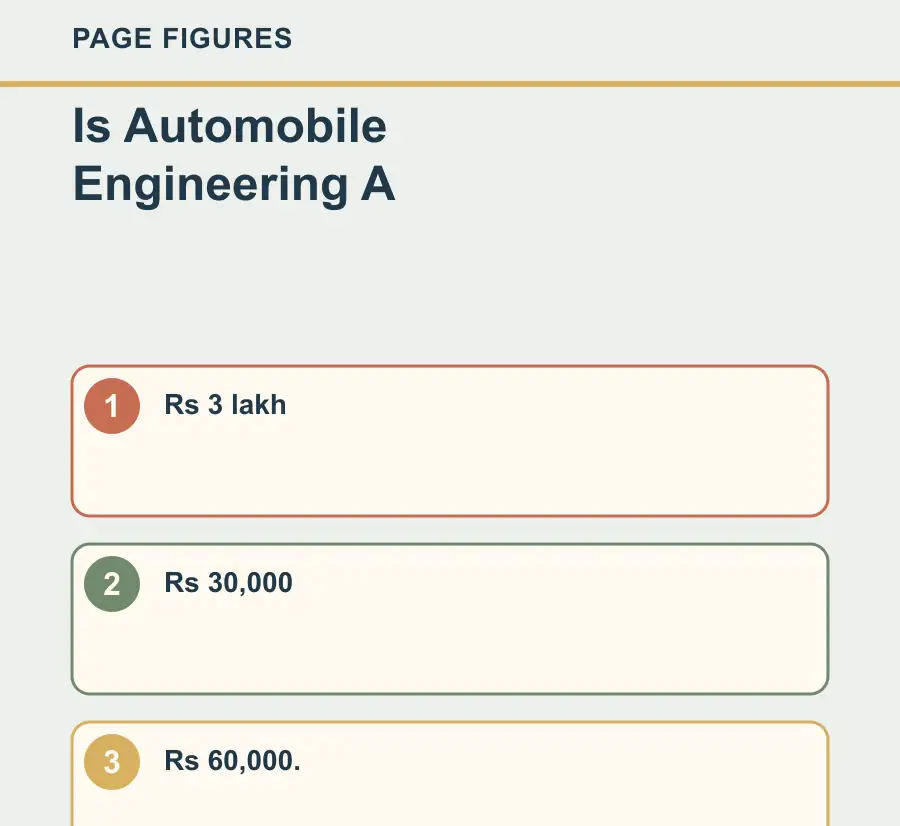 PAGE FIGURES
Is Automobile
Engineering A
1 Rs 3 lakh
2 Rs 30,000
3 Rs 60,000.